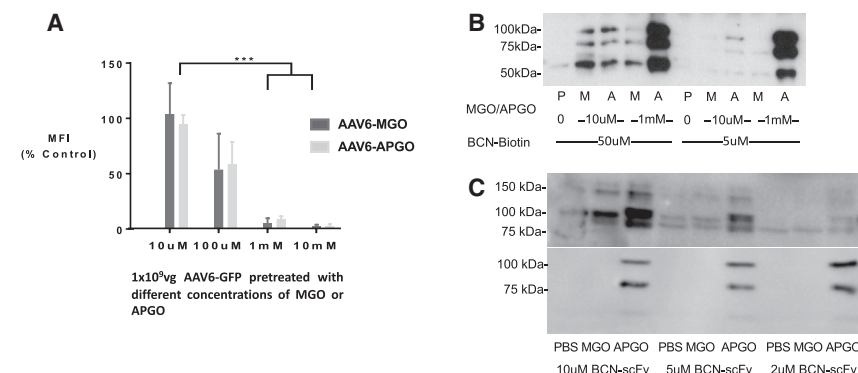 A
150
100
50
0
MFI
(% Control)
***
AAV6-MGO
AAV6-APGO
10uM 100uM 1mM 10mM
1x10⁹vg AAV6-GFP pretreated with
different concentrations of MGO or
APGO
B
100kDa-
75kDa-
50kDa-
P M A M A P M A M A
MGO/APGO
0 -10uM- -1mM- 0 -10uM- -1mM-
BCN-Biotin 50uM 5uM
C
150 kDa-
100 kDa-
75 kDa-
100 kDa-
75 kDa-
PBS MGO APGO PBS MGO APGO PBS MGO APGO
10uM BCN-scFv 5uM BCN-scFv 2uM BCN-scFv